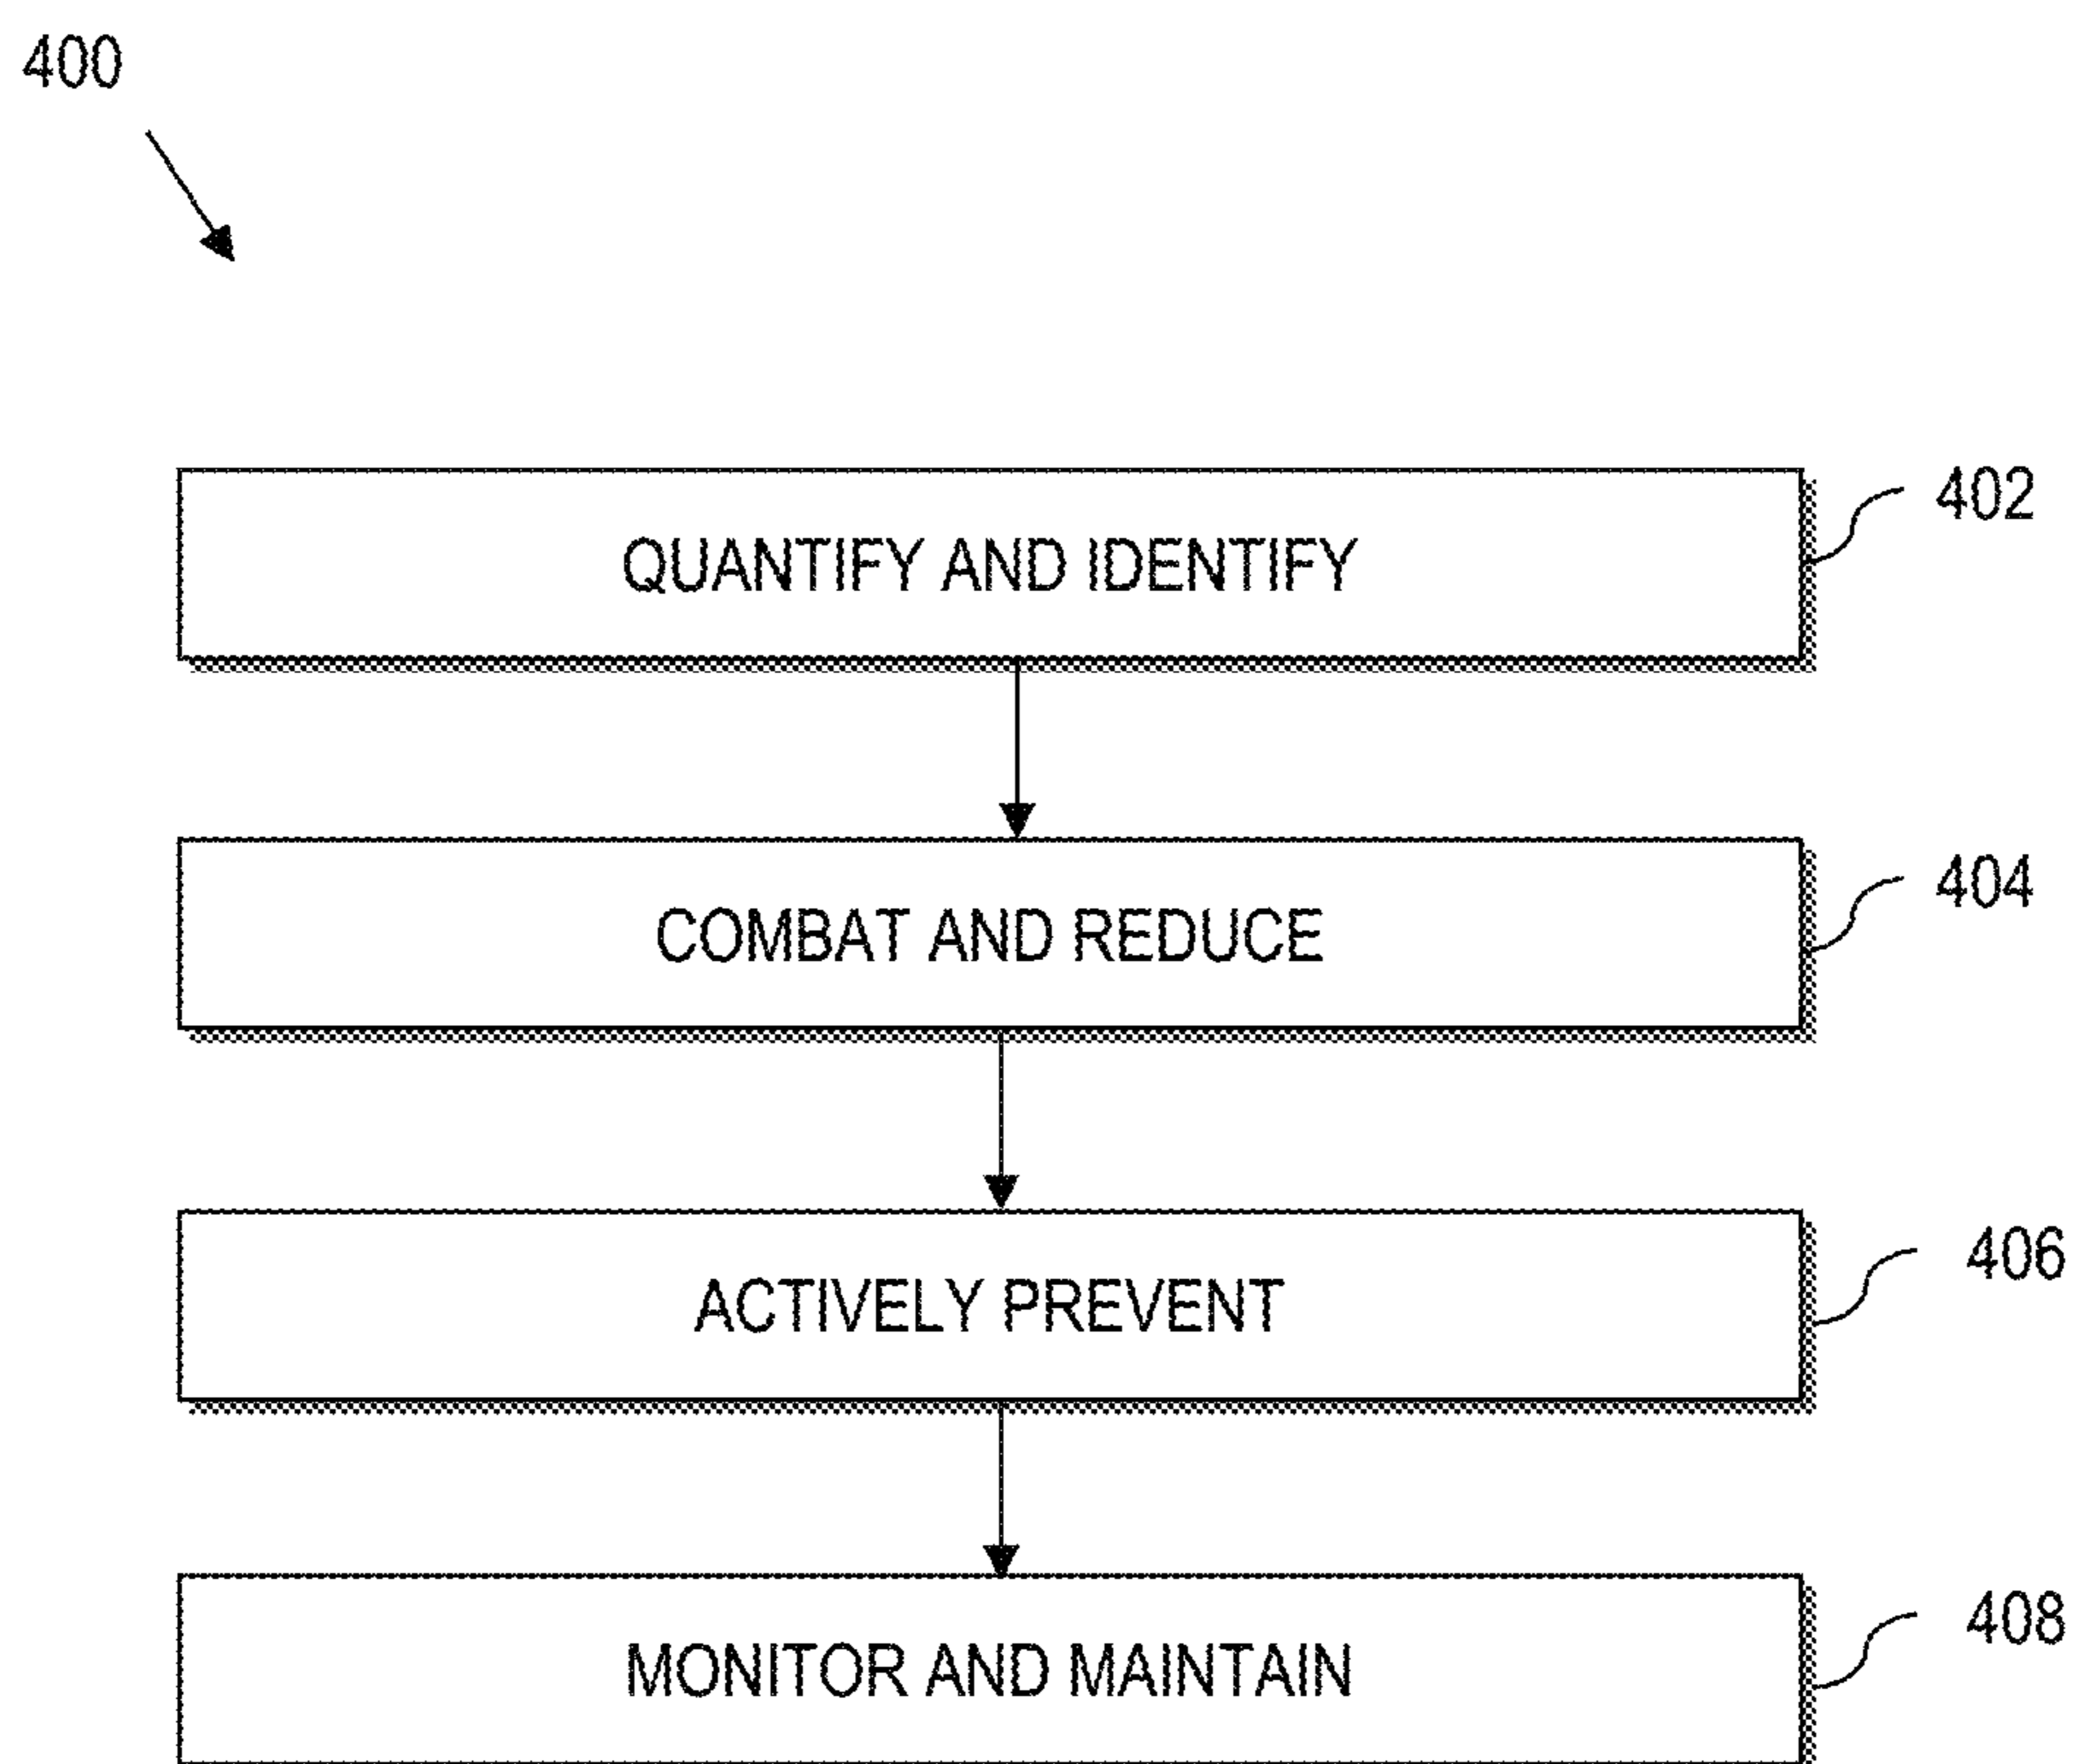 400
QUANTIFY AND IDENTIFY
402
COMBAT AND REDUCE
404
ACTIVELY PREVENT
406
MONITOR AND MAINTAIN
408